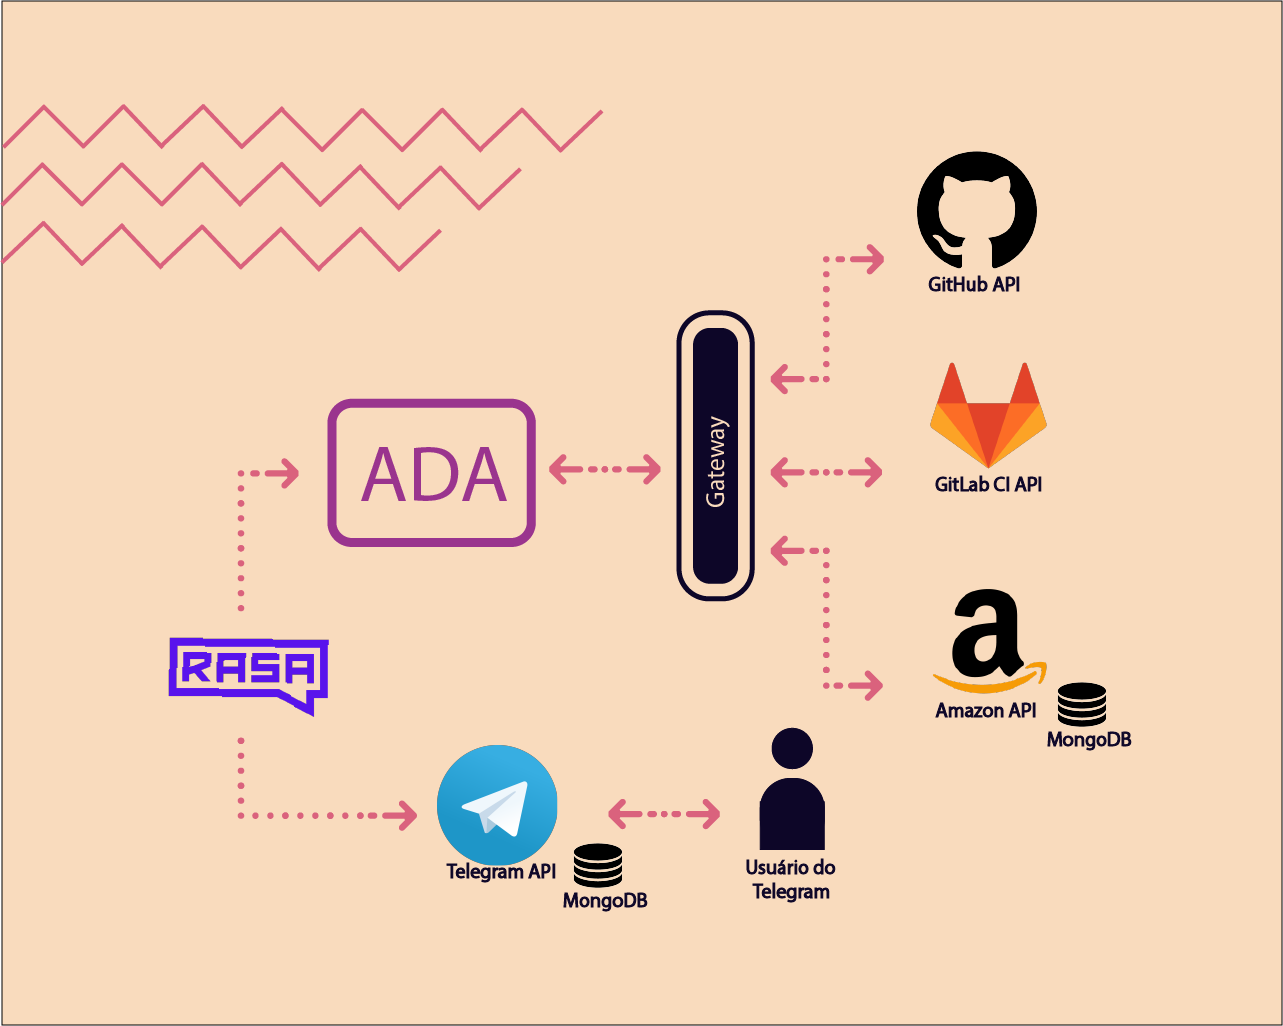 GitHub API
ADA
Gateway
GitLab CI API
RASA
a
Amazon API
MongoDB
Telegram API
MongoDB
Usuário do
Telegram